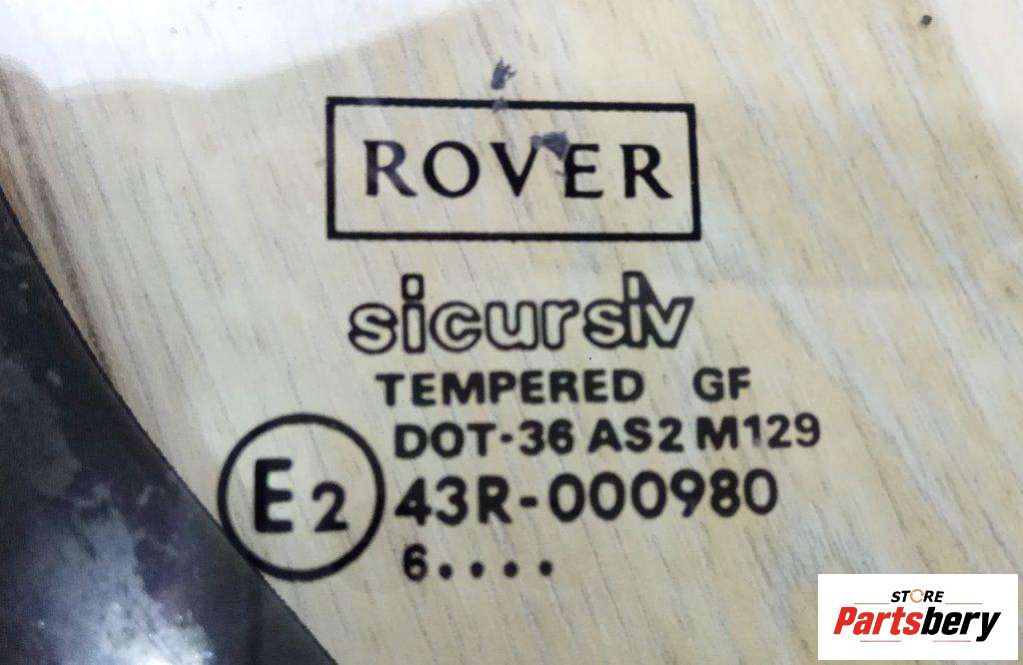 ROVER
sicursiv
TEMPERED GF
DOT-36 AS2 M129
E2
43R-000980
6....
STORE
Partsbery